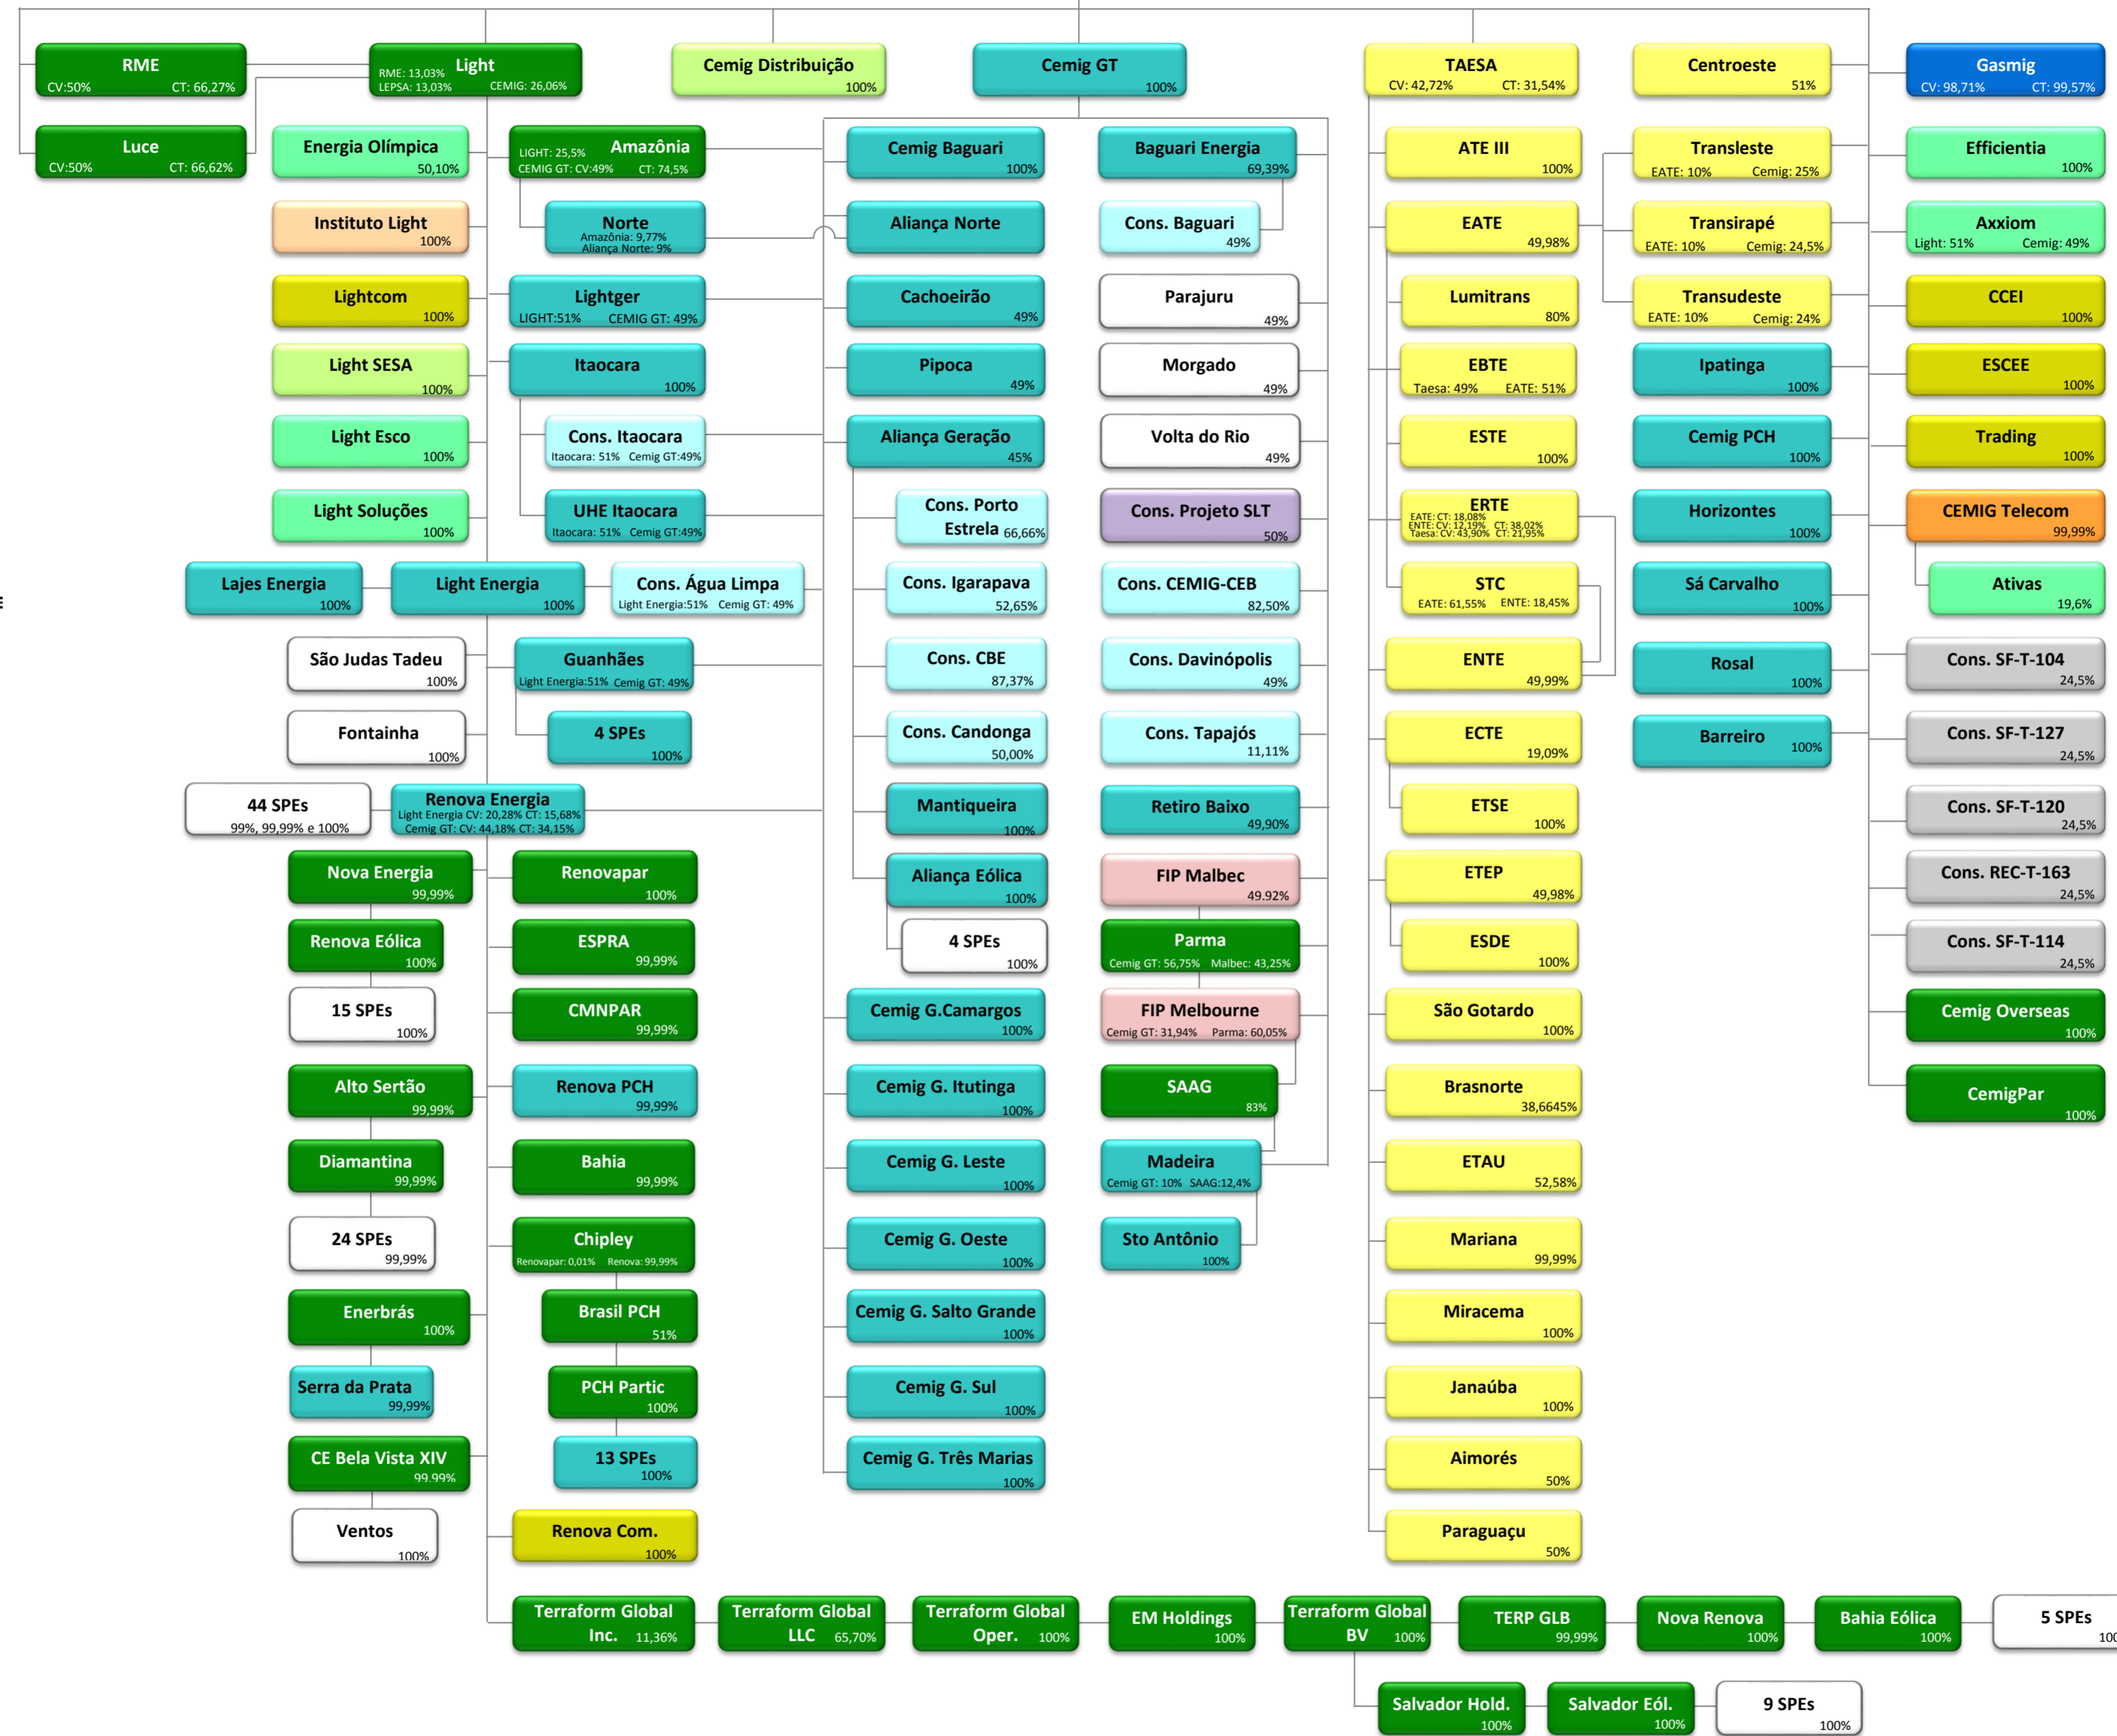 RME
CV:50% CT: 66,27%
Light
RME: 13,03%
LEPSA: 13,03% CEMIG: 26,06%
Cemig Distribuição
100%
Cemig GT
100%
TAESA
CV: 42,72% CT: 31,54%
Centroeste
51%
Gasmig
CV: 98,71% CT: 99,57%
Luce
CV:50% CT: 66,62%
Energia Olímpica
50,10%
Amazônia
LIGHT: 25,5%
CEMIG GT: CV:49% CT: 74,5%
Cemig Baguari
100%
Baguari Energia
69,39%
ATE III
100%
Transleste
EATE: 10% Cemig: 25%
Efficientia
100%
Instituto Light
100%
Norte
Amazônia: 9,77%
Aliança Norte: 9%
Aliança Norte
Cons. Baguari
49%
EATE
49,98%
Transirapé
EATE: 10% Cemig: 24,5%
Axxiom
Light: 51% Cemig: 49%
Lightcom
100%
Lightger
LIGHT:51% CEMIG GT: 49%
Cachoeirão
49%
Parajuru
49%
Lumitrans
80%
Transudeste
EATE: 10% Cemig: 24%
CCEI
100%
Light SESA
100%
Itaocara
100%
Pipoca
49%
Morgado
49%
EBTE
Taesa: 49% EATE: 51%
Ipatinga
100%
ESCEE
100%
Light Esco
100%
Cons. Itaocara
Itaocara: 51% Cemig GT:49%
Aliança Geração
45%
Volta do Rio
49%
ESTE
100%
Cemig PCH
100%
Trading
100%
Light Soluções
100%
UHE Itaocara
Itaocara: 51% Cemig GT:49%
Cons. Porto
Estrela 66,66%
Cons. Projeto SLT
50%
ERTE
EATE: CT: 18,08%
ENTE: CV: 12,19% CT: 38,02%
Taesa: CV: 43,90% CT: 21,95%
Horizontes
100%
CEMIG Telecom
99,99%
Lajes Energia
100%
Light Energia
100%
Cons. Água Limpa
Light Energia:51% Cemig GT: 49%
Cons. Igarapava
52,65%
Cons. CEMIG-CEB
82,50%
STC
EATE: 61,55% ENTE: 18,45%
Sá Carvalho
100%
Ativas
19,6%
São Judas Tadeu
100%
Guanhães
Light Energia:51% Cemig GT: 49%
Cons. CBE
87,37%
Cons. Davinópolis
49%
ENTE
49,99%
Rosal
100%
Cons. SF-T-104
24,5%
Fontainha
100%
4 SPEs
100%
Cons. Candonga
50,00%
Cons. Tapajós
11,11%
ECTE
19,09%
Barreiro
100%
Cons. SF-T-127
24,5%
44 SPEs
99%, 99,99% e 100%
Renova Energia
Light Energia CV: 20,28% CT: 15,68%
Cemig GT: CV: 44,18% CT: 34,15%
Mantiqueira
100%
Retiro Baixo
49,90%
ETSE
100%
Cons. SF-T-120
24,5%
Nova Energia
99,99%
Renovapar
100%
Aliança Eólica
100%
FIP Malbec
49.92%
ETEP
49,98%
Cons. REC-T-163
24,5%
Renova Eólica
100%
ESPRA
99,99%
4 SPEs
100%
Parma
Cemig GT: 56,75% Malbec: 43,25%
ESDE
100%
Cons. SF-T-114
24,5%
15 SPEs
100%
CMNPAR
99,99%
Cemig G.Camargos
100%
FIP Melbourne
Cemig GT: 31,94% Parma: 60,05%
São Gotardo
100%
Cemig Overseas
100%
Alto Sertão
99,99%
Renova PCH
99,99%
Cemig G. Itutinga
100%
SAAG
83%
Brasnorte
38,6645%
CemigPar
100%
Diamantina
99,99%
Bahia
99,99%
Cemig G. Leste
100%
Madeira
Cemig GT: 10% SAAG:12,4%
ETAU
52,58%
24 SPEs
99,99%
Chipley
Renovapar: 0,01% Renova: 99,99%
Cemig G. Oeste
100%
Sto Antônio
100%
Mariana
99,99%
Enerbrás
100%
Brasil PCH
51%
Cemig G. Salto Grande
100%
Miracema
100%
Serra da Prata
99,99%
PCH Partic
100%
Cemig G. Sul
100%
Janaúba
100%
CE Bela Vista XIV
99,99%
13 SPEs
100%
Cemig G. Três Marias
100%
Aimorés
50%
Ventos
100%
Renova Com.
100%
Paraguaçu
50%
Terraform Global
Inc. 11,36%
Terraform Global
LLC 65,70%
Terraform Global
Oper. 100%
EM Holdings
100%
Terraform Global
BV 100%
TERP GLB
99,99%
Nova Renova
100%
Bahia Eólica
100%
5 SPEs
Salvador Hold.
100%
Salvador Eól.
100%
9 SPEs
100%